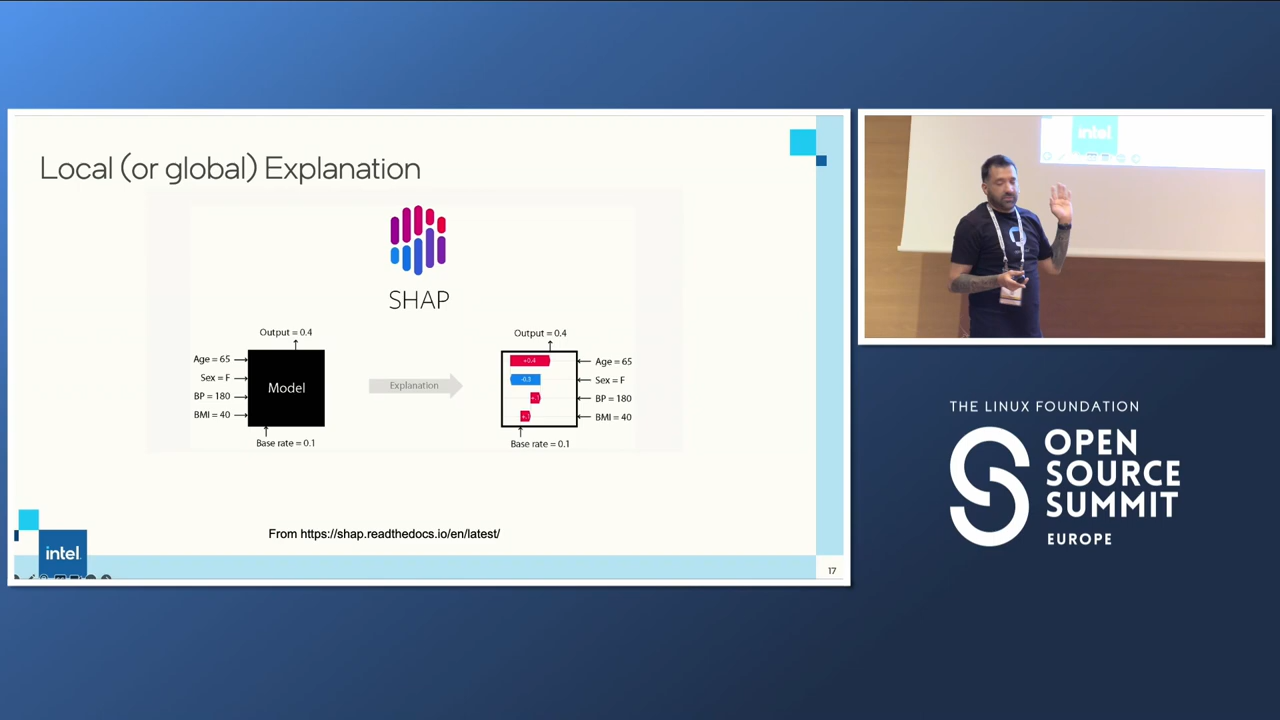 Local (or global) Explanation
SHAP
Output = 0.4
Age = 65
Sex = F
BP = 180
BMI = 40
Model
Base rate = 0.1
Explanation
Output = 0.4
+0.4
-0.3
Age = 65
Sex = F
BP = 180
BMI = 40
Base rate = 0.1
From https://shap.readthedocs.io/en/latest/
intel.
17
intel
THE LINUX FOUNDATION
OPEN
SOURCE
SUMMIT
EUROPE